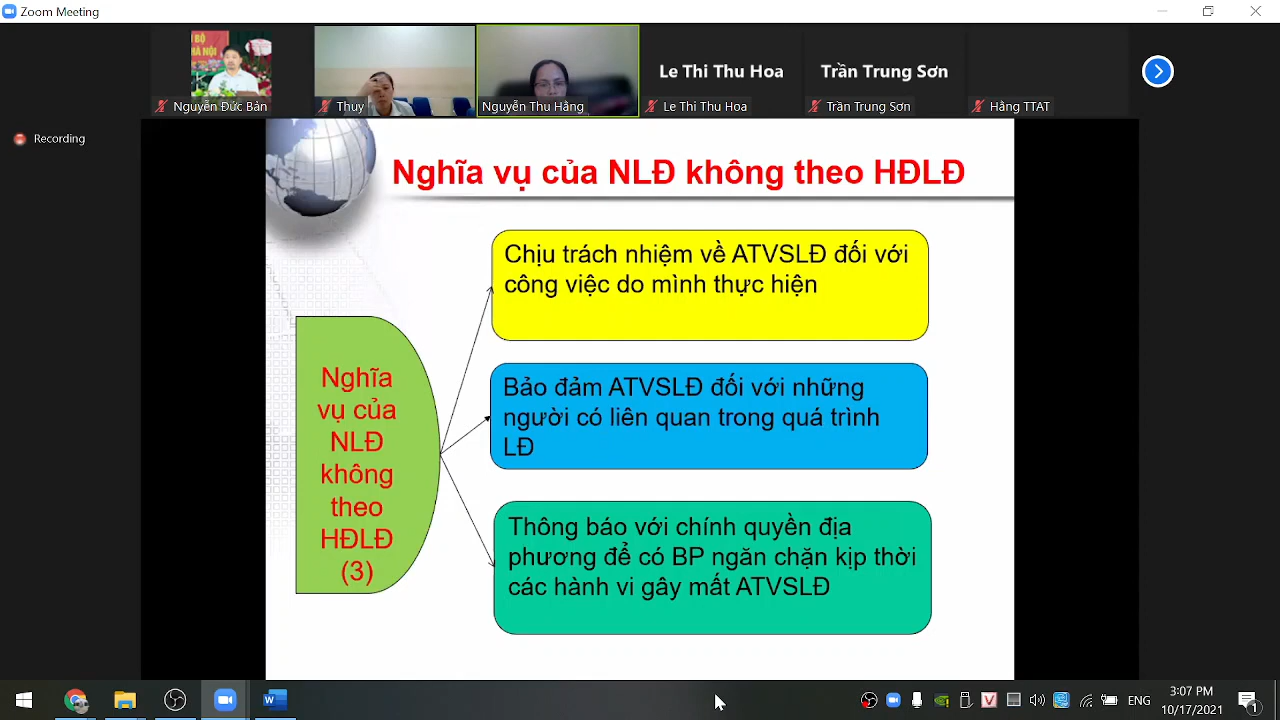 Zoom Meeting
BỘ
HÀ NỘI
Le Thi Thu Hoa
Trần Trung Sơn
Nguyễn Đức Bản
Thuy
Nguyễn Thu Hằng
Le Thi Thu Hoa
Trần Trung Sơn
Hằng TTAT
Recording
Nghĩa vụ của NLĐ không theo HĐLĐ
Nghĩa
vụ của
NLĐ
không
theo
HĐLĐ
(3)
Chịu trách nhiệm về ATVSLĐ đối với
công việc do mình thực hiện
Bảo đảm ATVSLĐ đối với những
người có liên quan trong quá trình
LĐ
Thông báo với chính quyền địa
phương để có BP ngăn chặn kịp thời
các hành vi gây mất ATVSLĐ
ENG
3:07 PM
10/17/2021